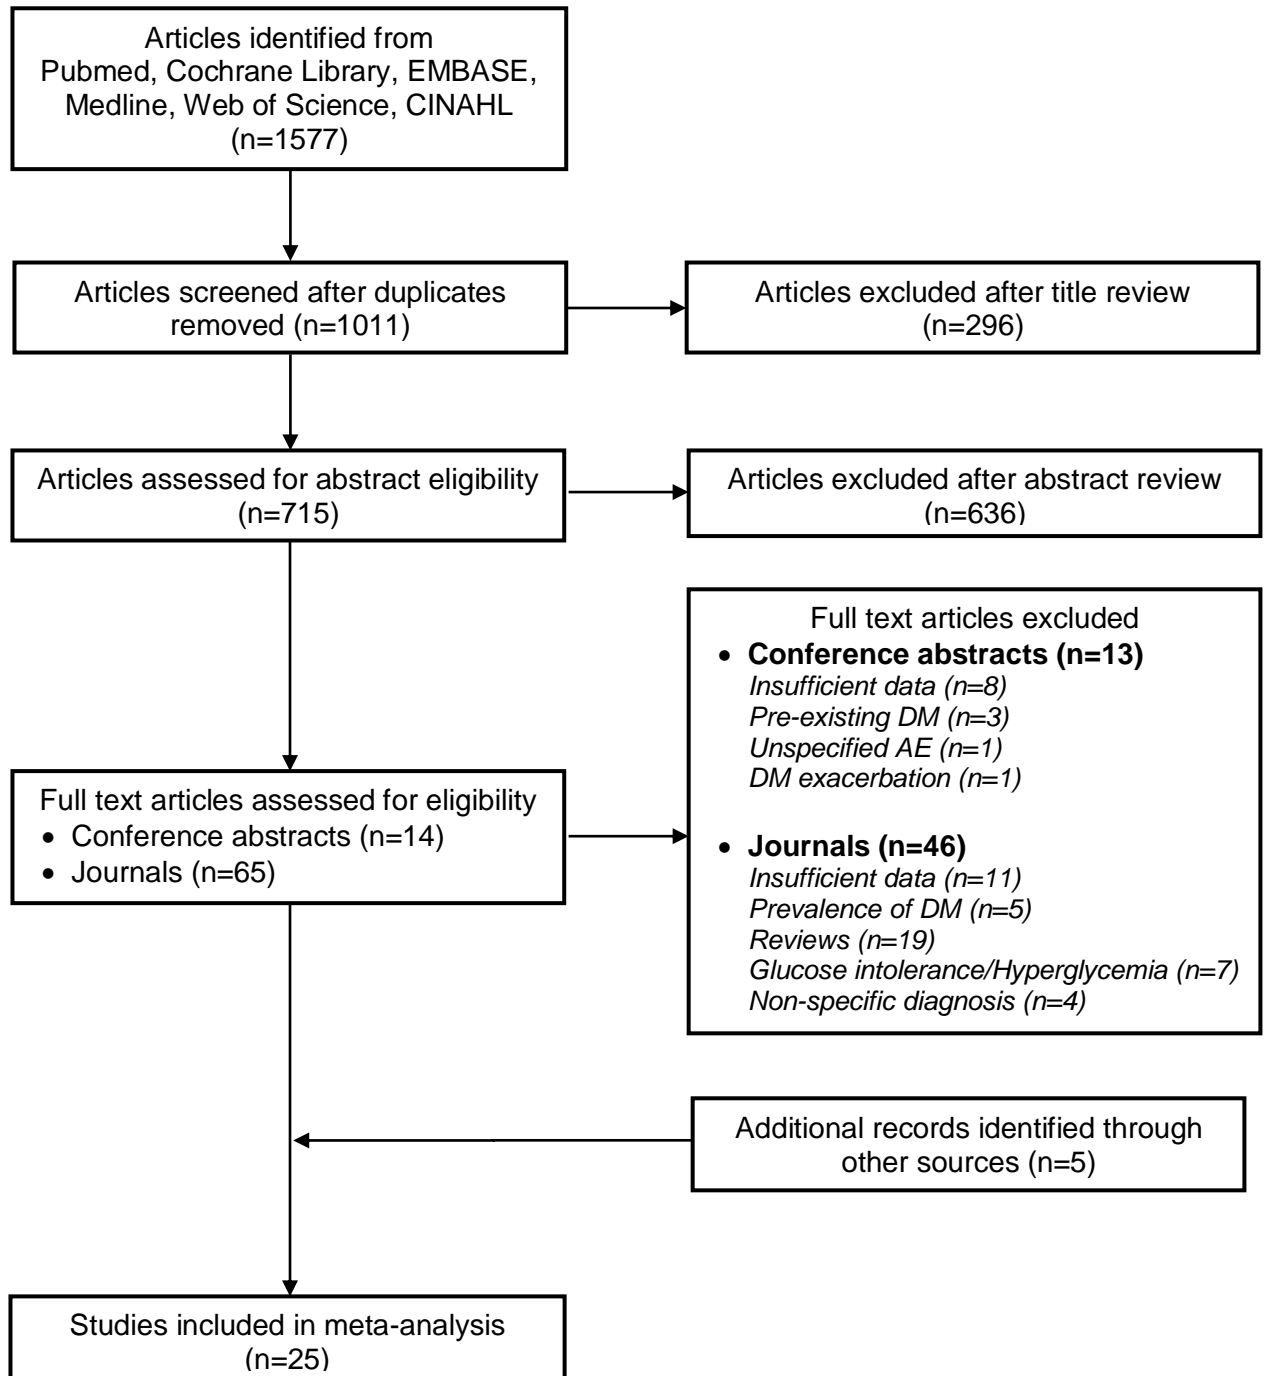 Articles identified from
Pubmed, Cochrane Library, EMBASE,
Medline, Web of Science, CINAHL
(n=1577)
Articles screened after duplicates
removed (n=1011)
Articles excluded after title review
(n=296)
Articles assessed for abstract eligibility
(n=715)
Articles excluded after abstract review
(n=636)
Full text articles excluded
• Conference abstracts (n=13)
Insufficient data (n=8)
Pre-existing DM (n=3)
Unspecified AE (n=1)
DM exacerbation (n=1)
• Journals (n=46)
Insufficient data (n=11)
Prevalence of DM (n=5)
Reviews (n=19)
Glucose intolerance/Hyperglycemia (n=7)
Non-specific diagnosis (n=4)
Full text articles assessed for eligibility
• Conference abstracts (n=14)
• Journals (n=65)
Additional records identified through
other sources (n=5)
Studies included in meta-analysis
(n=25)